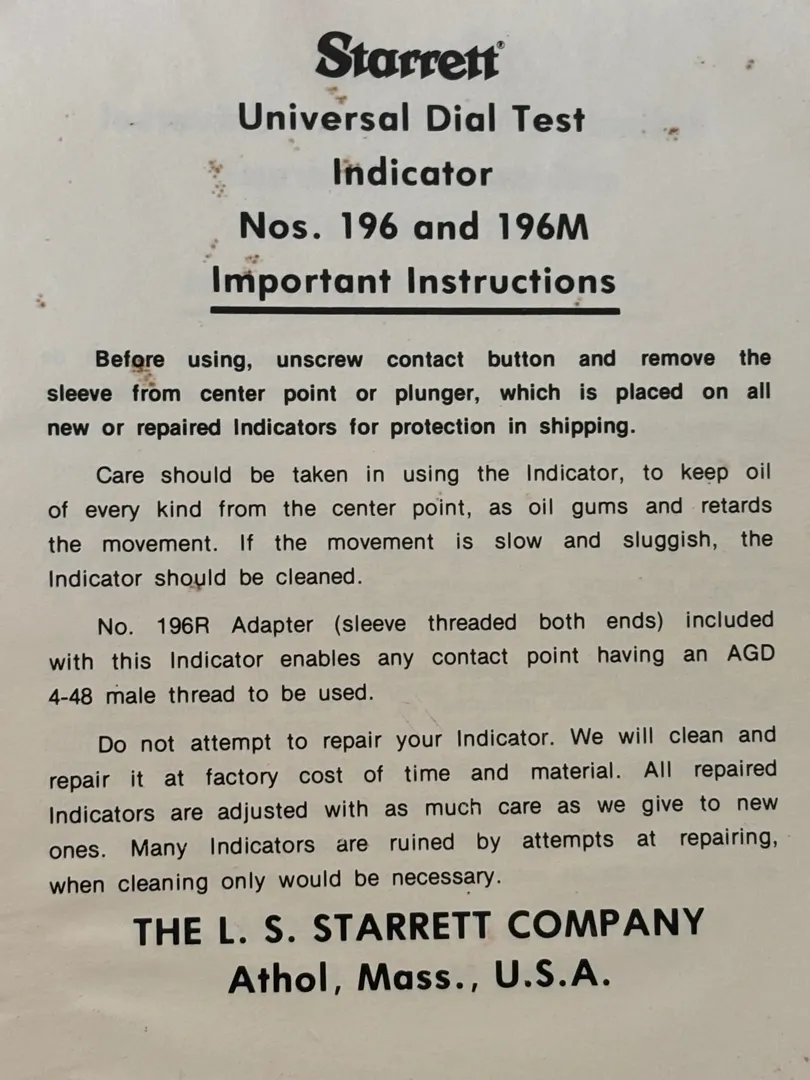 Starrett®
Universal Dial Test
Indicator
Nos. 196 and 196M
Important Instructions
Before using, unscrew contact button and remove the
sleeve from center point or plunger, which is placed on all
new or repaired Indicators for protection in shipping.
Care should be taken in using the Indicator, to keep oil
of every kind from the center point, as oil gums and retards
the movement. If the movement is slow and sluggish, the
Indicator should be cleaned.
No. 196R Adapter (sleeve threaded both ends) included
with this Indicator enables any contact point having an AGD
4-48 male thread to be used.
Do not attempt to repair your Indicator. We will clean and
repair it at factory cost of time and material. All repaired
Indicators are adjusted with as much care as we give to new
ones. Many Indicators are ruined by attempts at repairing,
when cleaning only would be necessary.
THE L. S. STARRETT COMPANY
Athol, Mass., U.S.A.